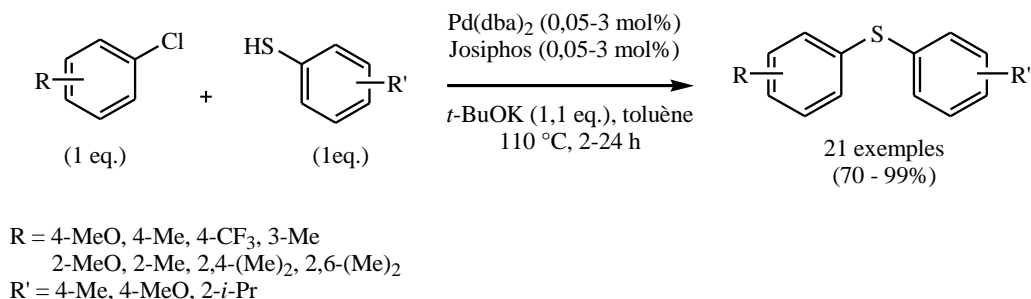 Cl
R
+
HS
R'
(1 eq.)
(1eq.)
Pd(dba)2 (0,05-3 mol%)
Josiphos (0,05-3 mol%)
t-BuOK (1,1 eq.), toluène
110 °C, 2-24 h
S
R
R'
21 exemples
(70 - 99%)
R = 4-MeO, 4-Me, 4-CF3, 3-Me
2-MeO, 2-Me, 2,4-(Me)2, 2,6-(Me)2
R' = 4-Me, 4-MeO, 2-i-Pr